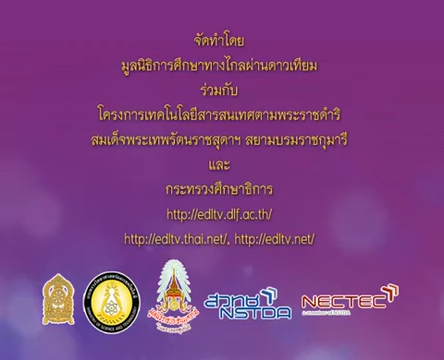 จัดทำโดย
มูลนิธิการศึกษาทางไกลผ่านดาวเทียม
ร่วมกับ
โครงการเทคโนโลยีสารสนเทศตามพระราชดำริ
สมเด็จพระเทพรัตนราชสุดาฯ สยามบรมราชกุมารี
และ
กระทรวงศึกษาธิการ
http://edltv.dlf.ac.th/
http://edltv.thai.net/, http://edltv.net/
สวทช NECTEC
NSTDA a member of NSTDA